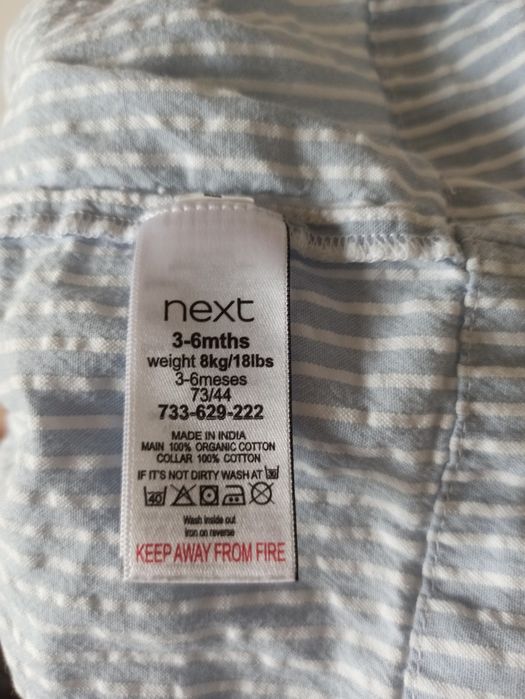 next
3-6mths
weight 8kg/18lbs
3-6meses
73/44
733-629-222
MADE IN INDIA
MAIN 100% ORGANIC COTTON
COLLAR 100% COTTON
IF IT'S NOT DIRTY WASH AT 30
40
Wash inside out
Iron on reverse
KEEP AWAY FROM FIRE